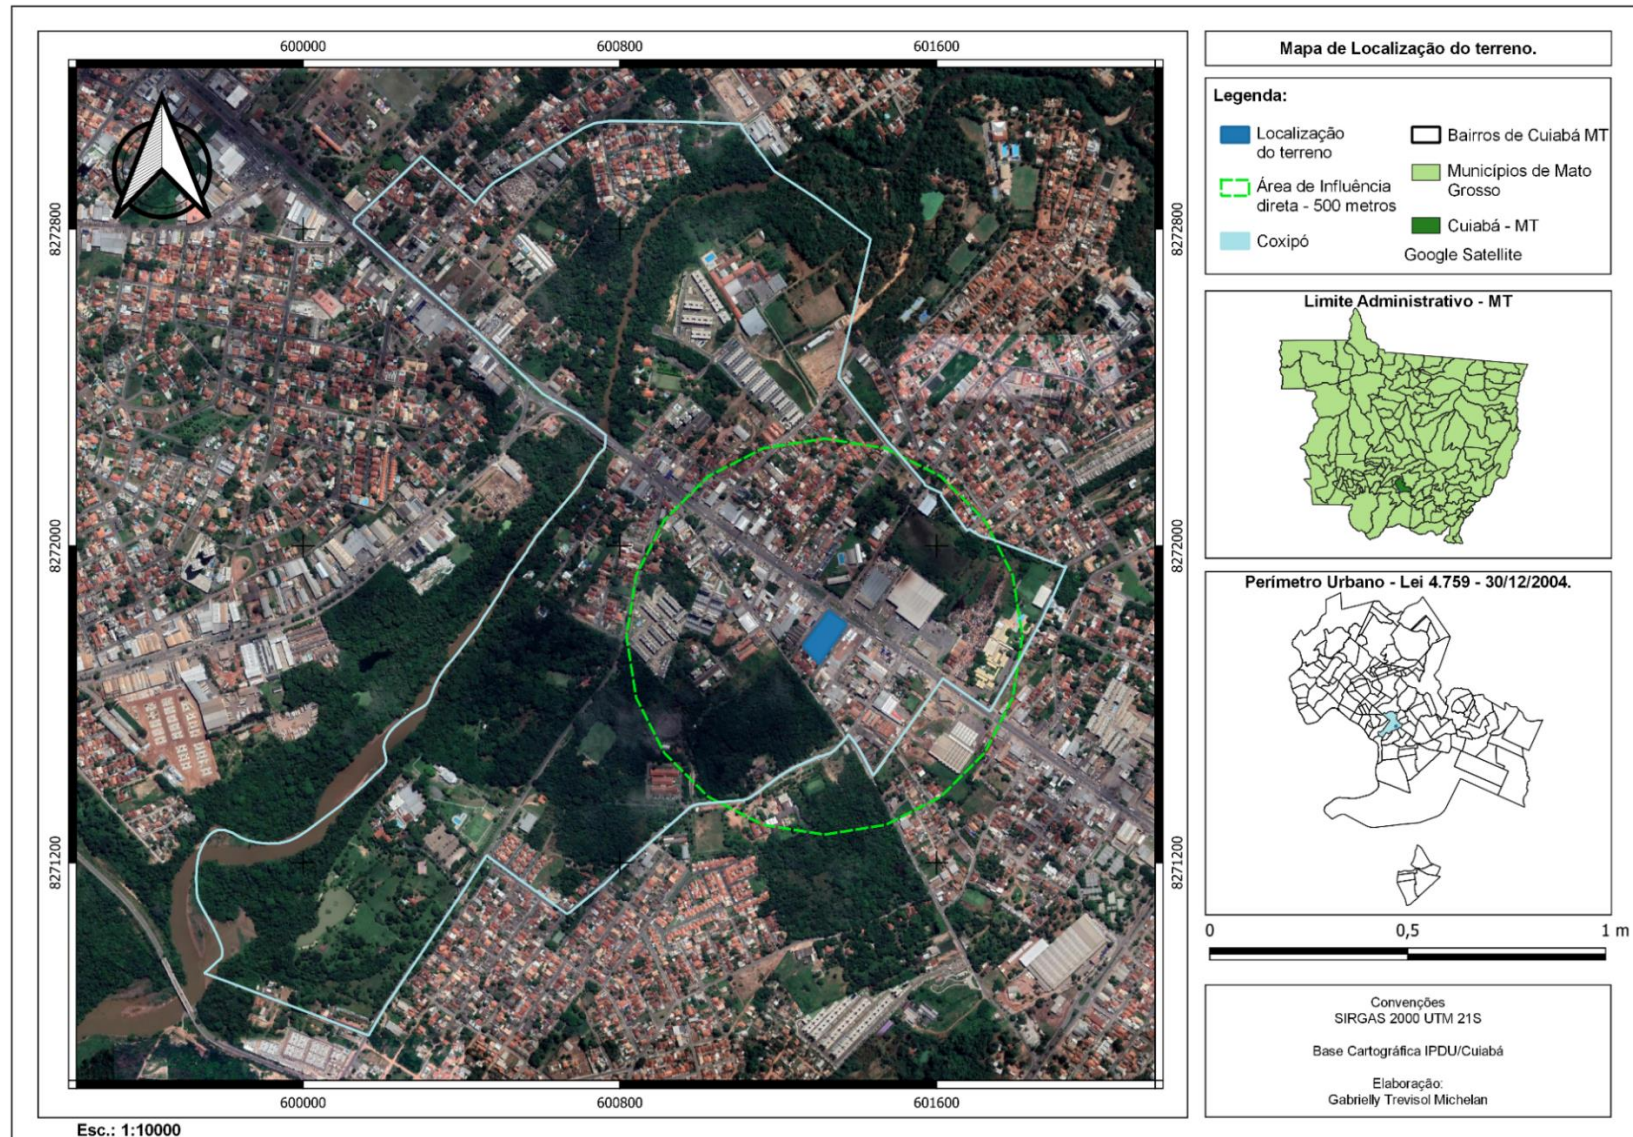 600000
600800
601600
8272800
8272000
8271200
8272800
8272000
8271200
600000
600800
601600
Esc.: 1:10000
Mapa de Localização do terreno.
Legenda:
Localização
do terreno
Área de Influência
direta - 500 metros
Coxipó
Bairros de Cuiabá MT
Municípios de Mato
Grosso
Cuiabá - MT
Google Satellite
Limite Administrativo - MT
Perímetro Urbano - Lei 4.759 - 30/12/2004.
0 0,5 1 m
Convenções
SIRGAS 2000 UTM 21S
Base Cartográfica IPDU/Cuiabá
Elaboração:
Gabrielly Trevisol Michelan